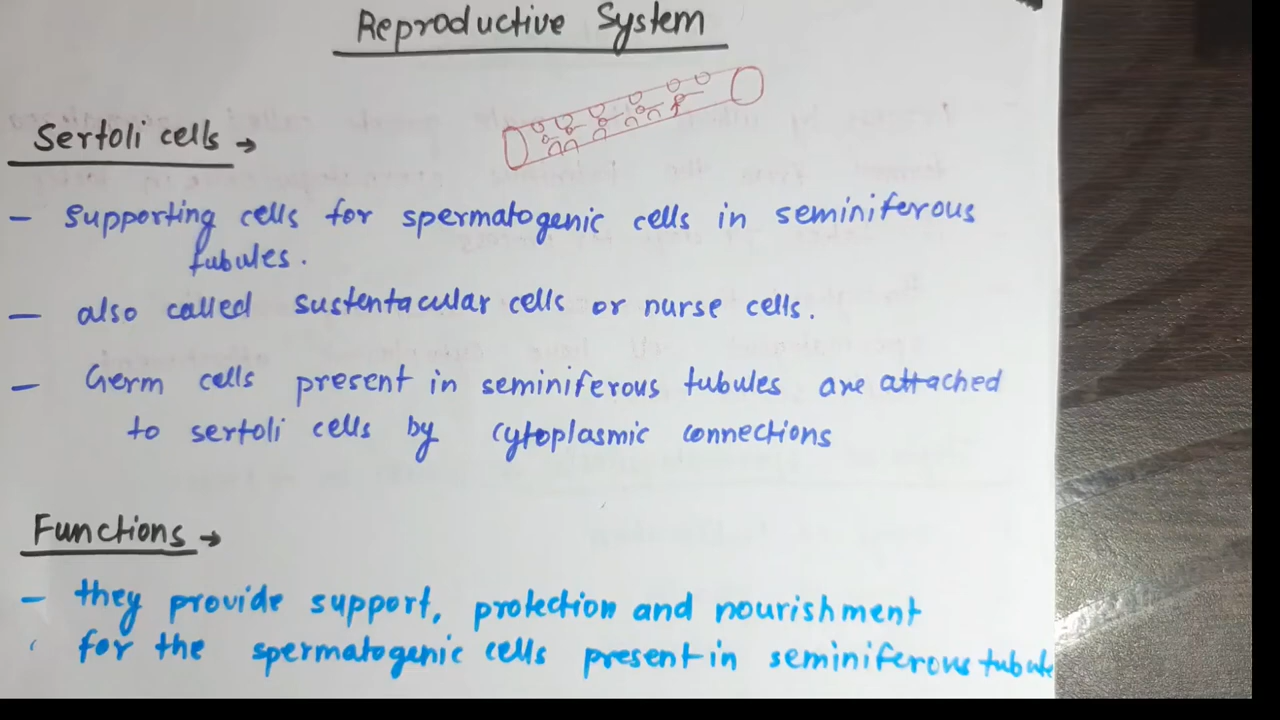 Reproductive System
Sertoli cells →
- Supporting cells for spermatogenic cells in seminiferous
tubules.
- also called sustentacular cells or nurse cells.
- Germ cells present in seminiferous tubules are attached
to sertoli cells by cytoplasmic connections
Functions →
- they provide support, protection and nourishment
for the spermatogenic cells present in seminiferous tubule